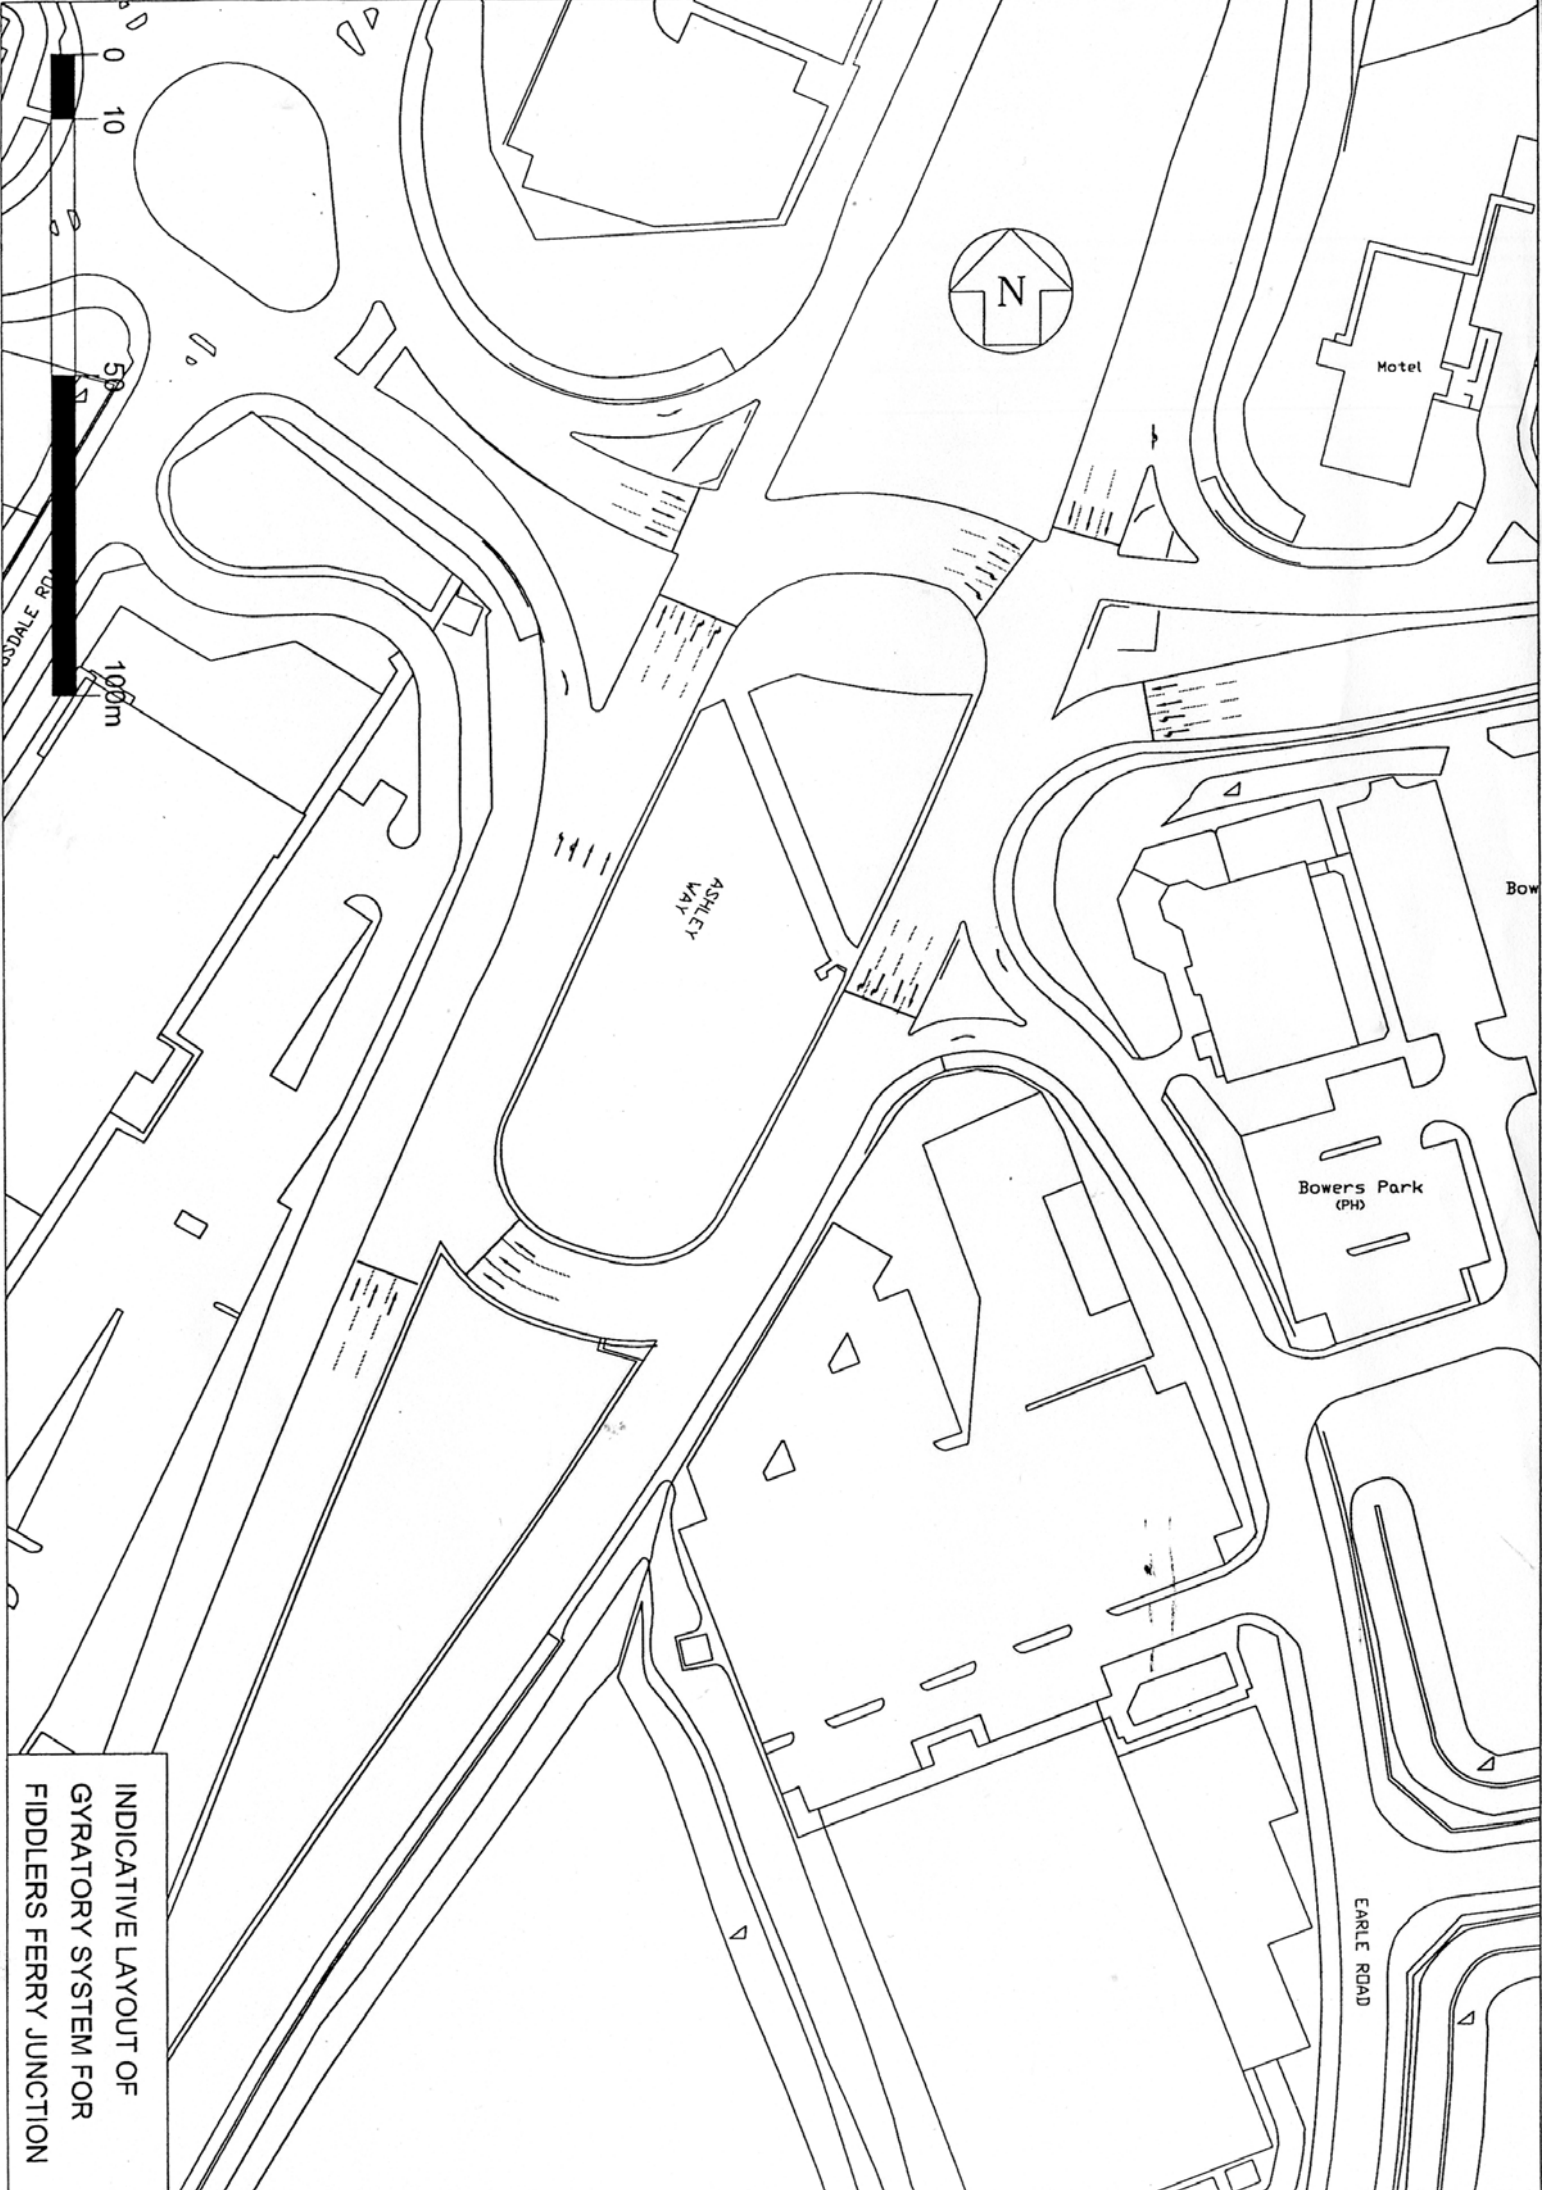 0
10
50
100m
N
Motel
ASHLEY
WAY
Bow
Bowers Park
(PH)
EARLE ROAD
INDICATIVE LAYOUT OF
GYRATORY SYSTEM FOR
FIDDLERS FERRY JUNCTION